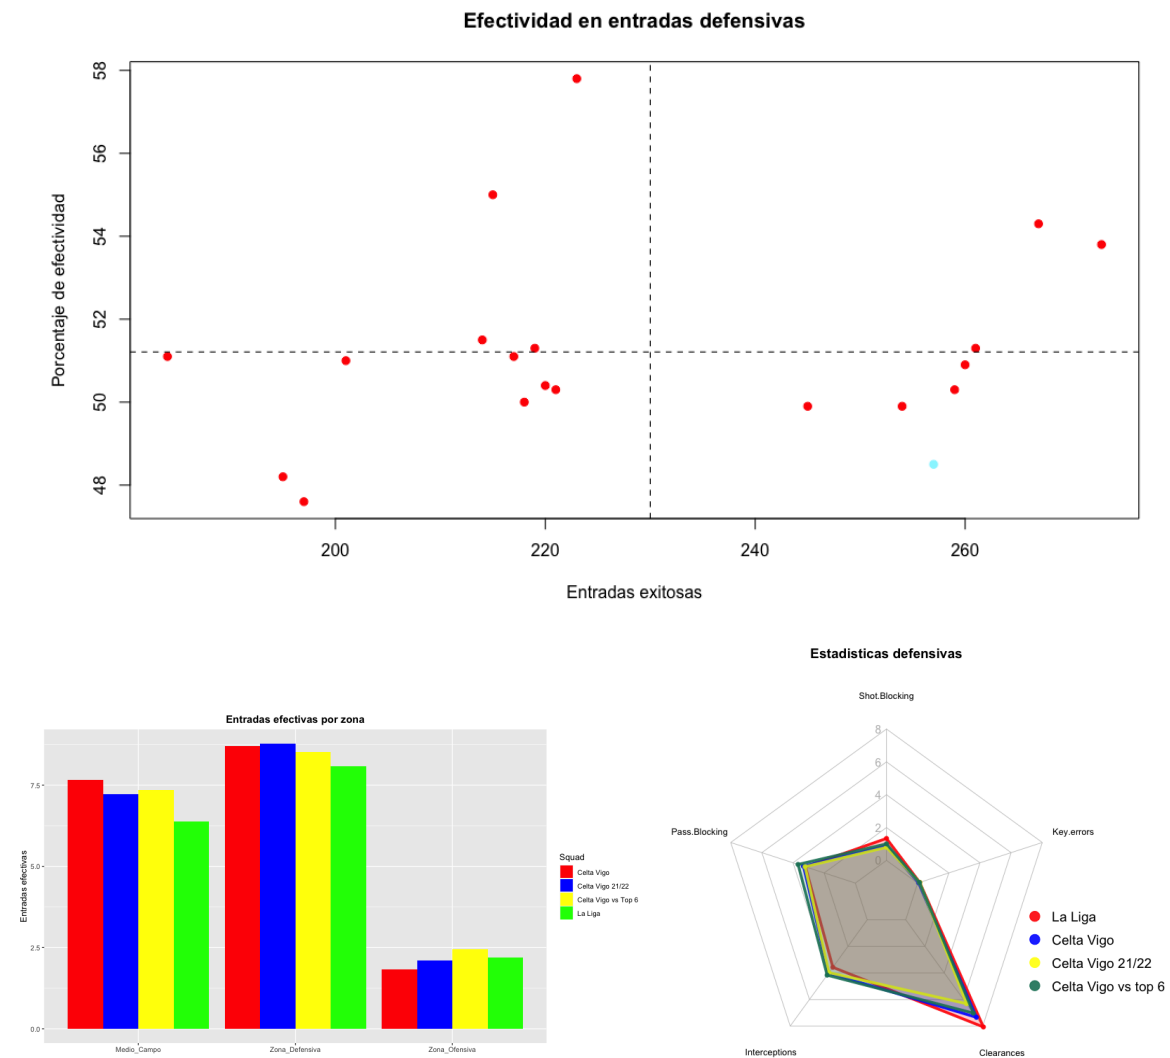 Efectividad en entradas defensivas
58
56
54
52
50
48
Porcentaje de efectividad
200 220 240 260
Entradas exitosas
Estadisticas defensivas
Shot.Blocking
8
6
4
2
0
Pass.Blocking
Key.errors
Interceptions
Clearances
La Liga
Celta Vigo
Celta Vigo 21/22
Celta Vigo vs top 6
Entradas efectivas por zona
7.5
5.0
2.5
0.0
Entradas efectivas
Medio_Campo Zona_Defensiva Zona_Ofensiva
Squad
Celta Vigo
Celta Vigo 21/22
Celta Vigo vs Top 6
La Liga